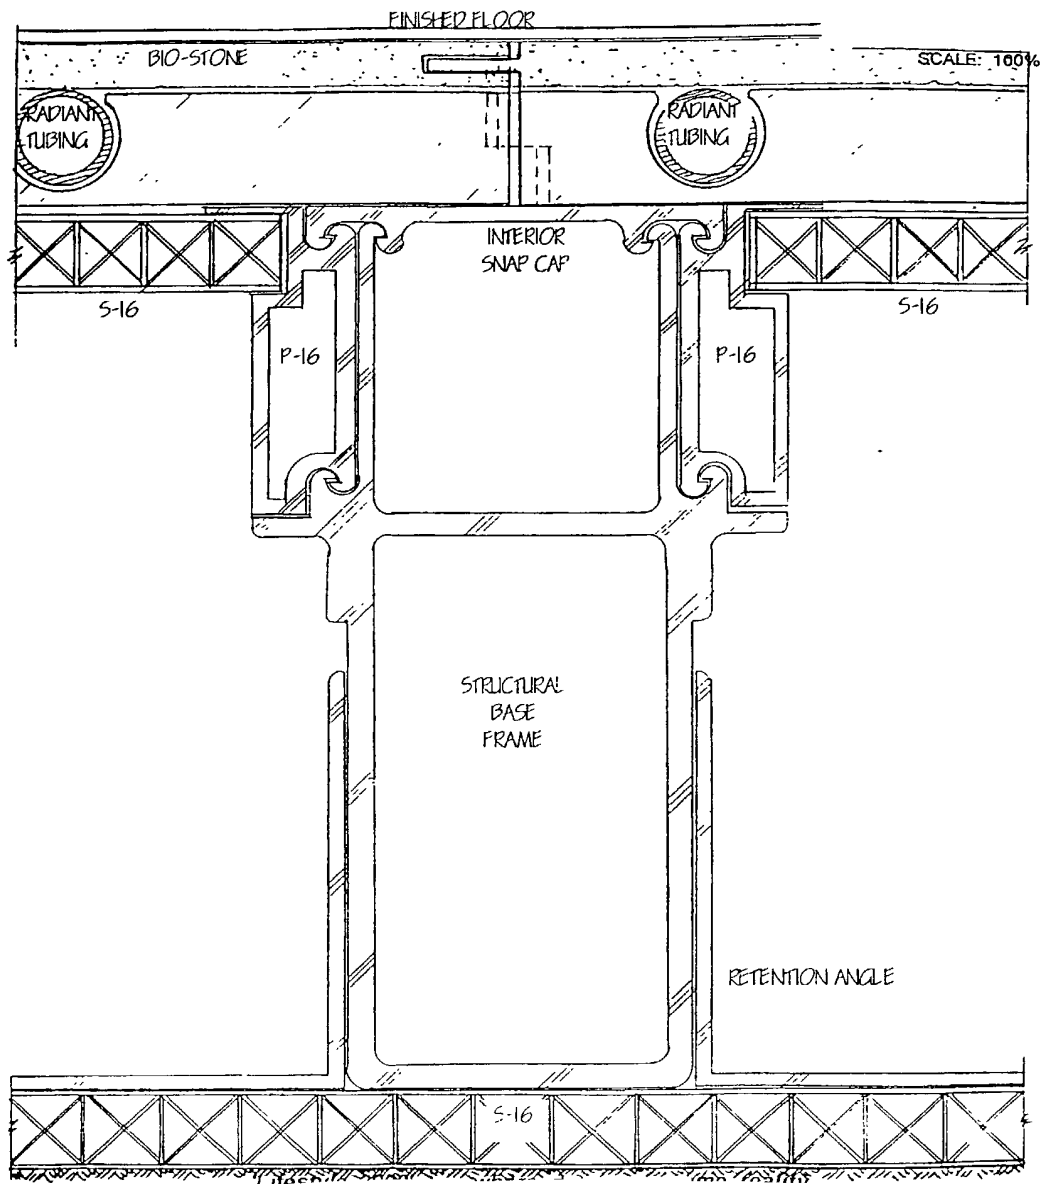 FINISHED FLOOR
BIO-STONE
SCALE: 100%
RADIANT
TUBING
RADIANT
TUBING
INTERIOR
SNAP CAP
S-16
S-16
P-16
P-16
STRUCTURAL
BASE
FRAME
RETENTION ANGLE
S-16